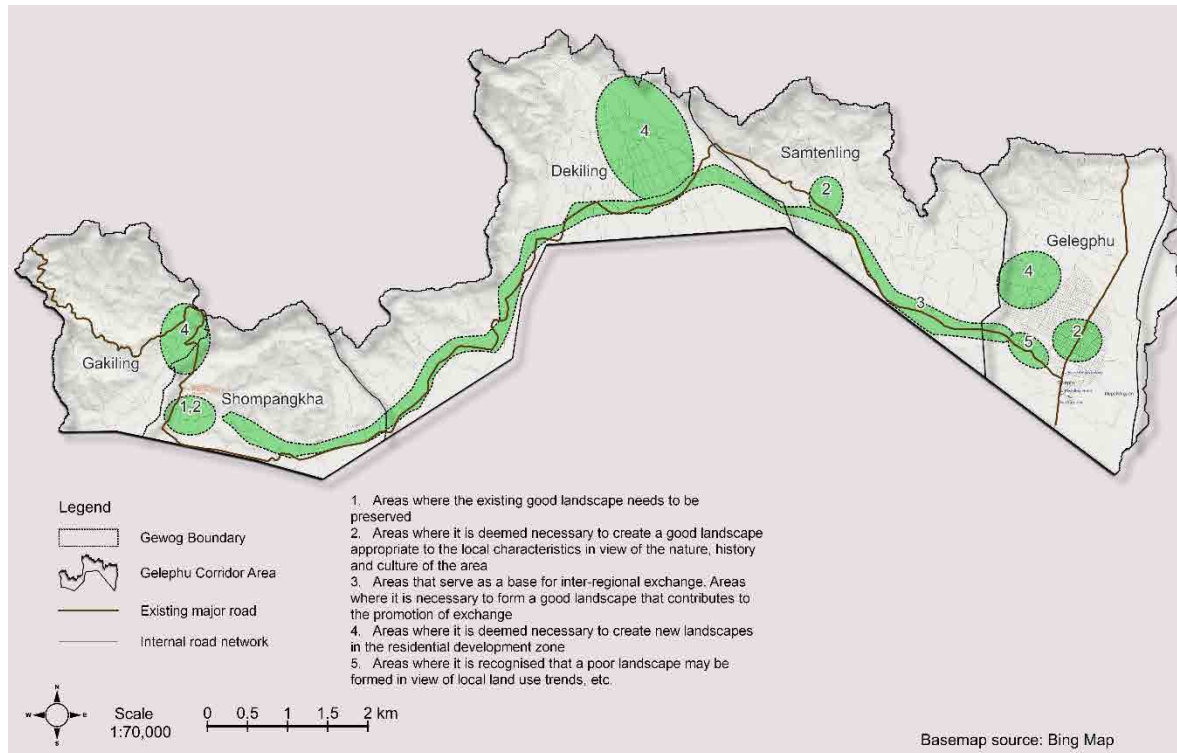 4
Samtenling
Dekiling
2
Gelegphu
4
3
4
2
5
Gakiling
Shompangkha
1,2
Legend
Gewog Boundary
Gelephu Corridor Area
Existing major road
Internal road network
1. Areas where the existing good landscape needs to be
preserved
2. Areas where it is deemed necessary to create a good landscape
appropriate to the local characteristics in view of the nature, history
and culture of the area
3. Areas that serve as a base for inter-regional exchange. Areas
where it is necessary to form a good landscape that contributes to
the promotion of exchange
4. Areas where it is deemed necessary to create new landscapes
in the residential development zone
5. Areas where it is recognised that a poor landscape may be
formed in view of local land use trends, etc.
N
W
E
S
Scale
1:70,000
0 0.5 1 1.5 2 km
Basemap source: Bing Map